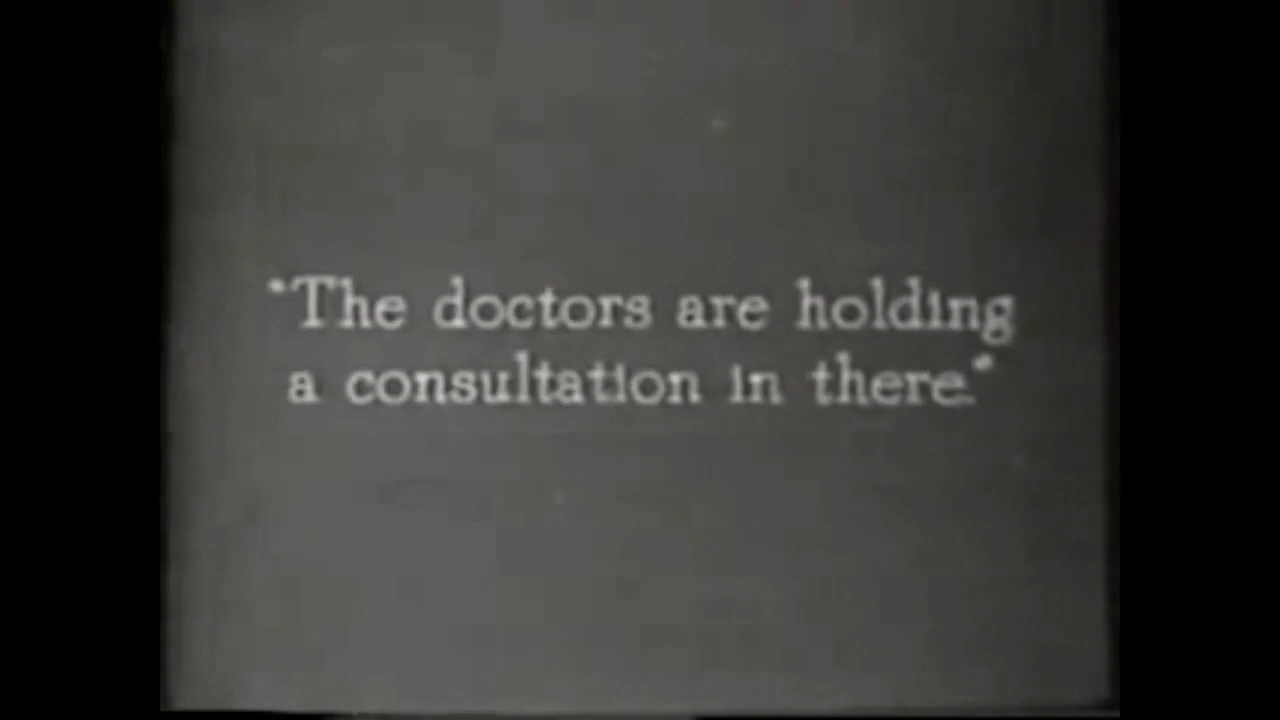 "The doctors are holding
a consultation in there."